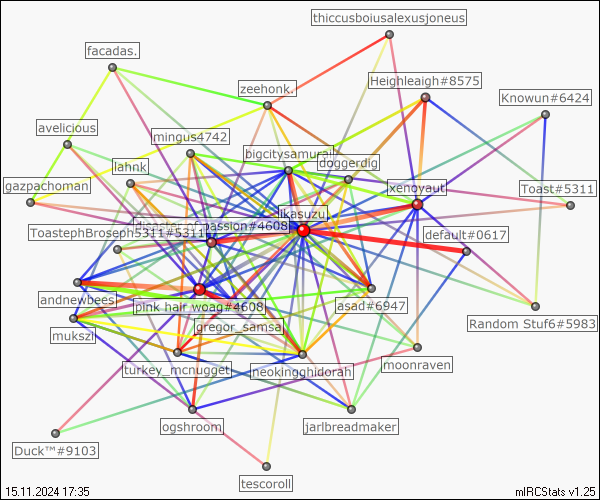 thiccusboiusalexusjoneus
facadas.
zeehonk.
Heighleaigh#8575
Knowun#6424
avelicious
mingus4742
bigcitysamurai
doggerdig
lahnk
gazpachoman
xenoyaut
Toast#5311
likasuzu
passion#4608
ToastephBroseph5311#5311
default#0617
andnewbees
pink hair woag#4608
asad#6947
gregor_samsa
mukszi
Random Stuf6#5983
turkey_mcnugget
neokingghidorah
moonraven
ogshroom
jarlbreadmaker
Duck™#9103
tescoroll
15.11.2024 17:35
mIRCStats v1.25